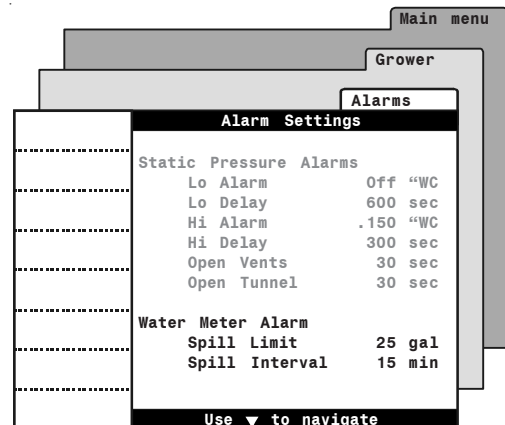 Main menu
Grower
Alarms
Alarm Settings
Static Pressure Alarms
Lo Alarm Off “WC
Lo Delay 600 sec
Hi Alarm .150 “WC
Hi Delay 300 sec
Open Vents 30 sec
Open Tunnel 30 sec
Water Meter Alarm
Spill Limit 25 gal
Spill Interval 15 min
Use ▼ to navigate